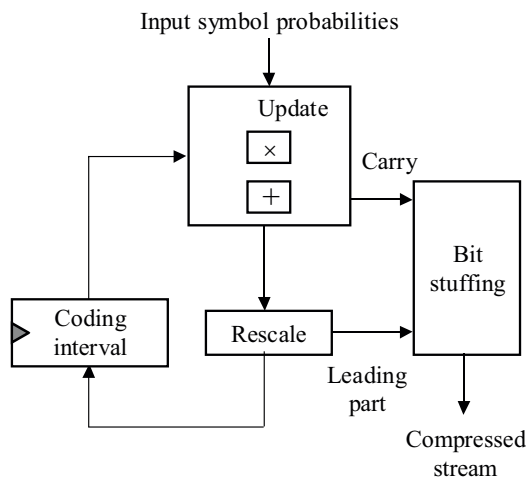 Input symbol probabilities
Update
×
Carry
+
Bit
stuffing
Coding
interval
Rescale
Leading
part
Compressed
stream